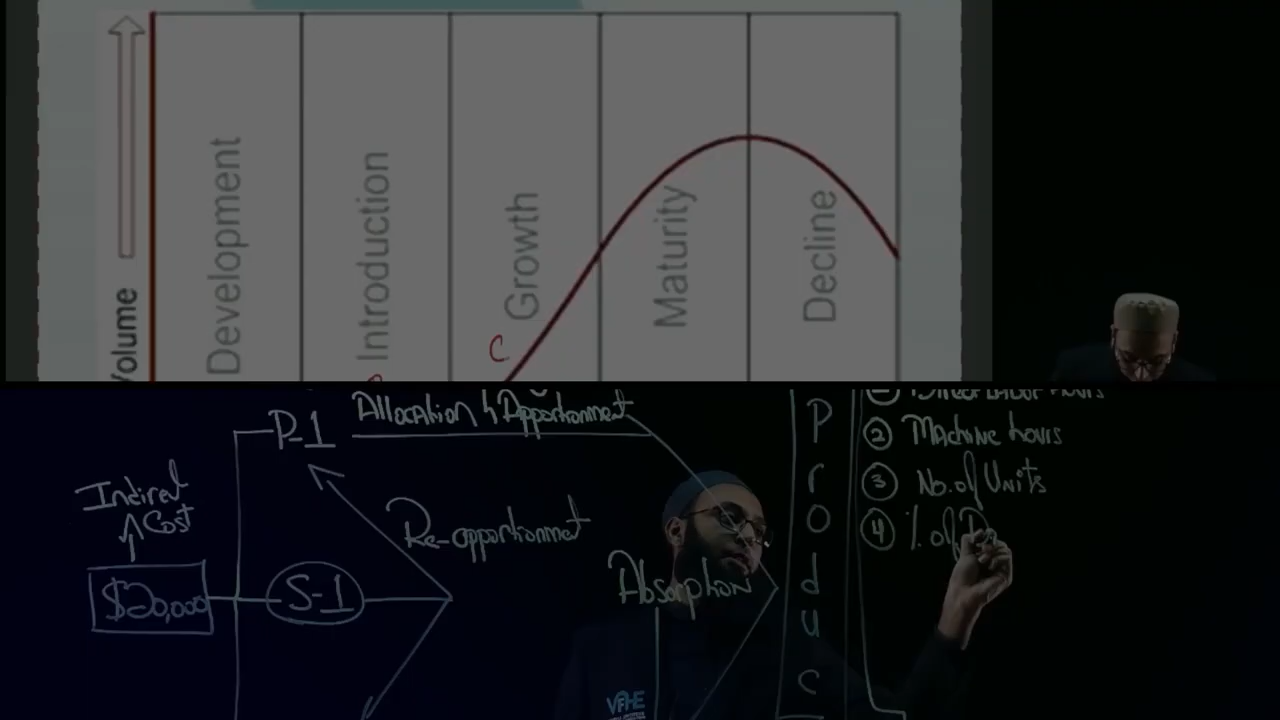 Volume
Development
Introduction
Growth
Maturity
Decline
C
P-1
Allocation & Apportionment
Indirect
Cost
$20,000
S-1
Re-apportionment
Absorption
P
r
o
d
u
c
② Machine hours
③ No. of Units
④ % of
VFHE